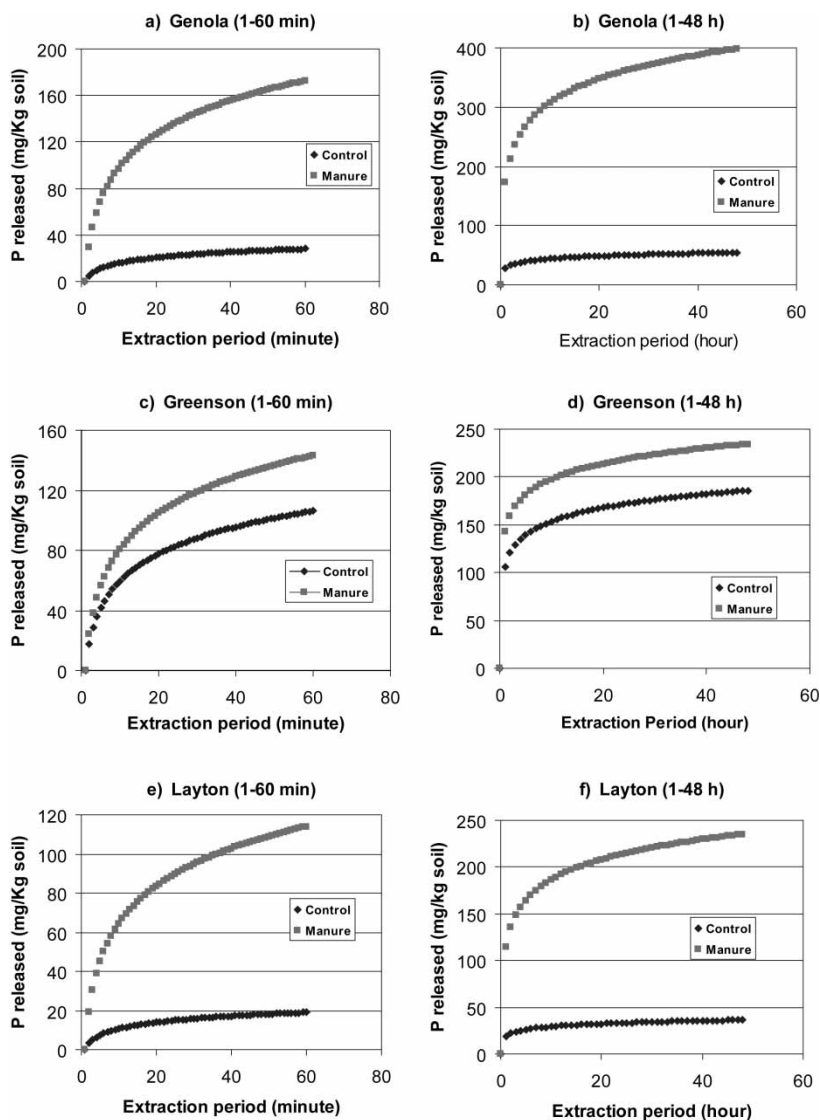 a) Genola (1-60 min)
P released (mg/Kg soil)
200
160
120
80
40
0
0 20 40 60 80
Extraction period (minute)
Control
Manure
b) Genola (1-48 h)
P released (mg/Kg soil)
400
300
200
100
0
0 20 40 60
Extraction period (hour)
Control
Manure
c) Greenson (1-60 min)
P released (mg/Kg soil)
160
120
80
40
0
0 20 40 60 80
Extraction period (minute)
Control
Manure
d) Greenson (1-48 h)
P released (mg/kg soil)
250
200
150
100
50
0
0 20 40 60
Extraction Period (hour)
Control
Manure
e) Layton (1-60 min)
P released (mg/Kg soil)
120
100
80
60
40
20
0
0 20 40 60 80
Extraction period (minute)
Control
Manure
f) Layton (1-48 h)
P released (mg/Kg soil)
250
200
150
100
50
0
0 20 40 60
Extraction period (hour)
Control
Manure